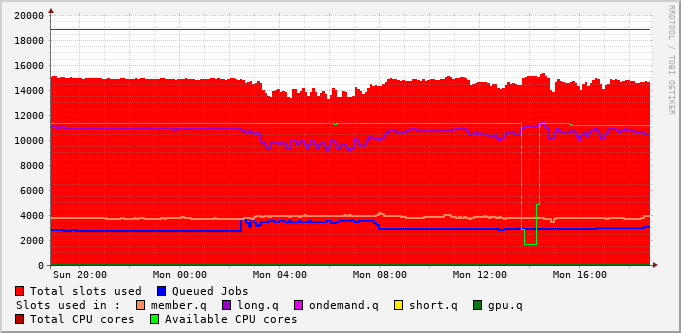 RRDTOOL / TOBI OETIKER
20000
18000
16000
14000
12000
10000
8000
6000
4000
2000
0
Sun 20:00 Mon 00:00 Mon 04:00 Mon 08:00 Mon 12:00 Mon 16:00
Total slots used Queued Jobs
Slots used in : member.q long.q ondemand.q short.q gpu.q
Total CPU cores Available CPU cores